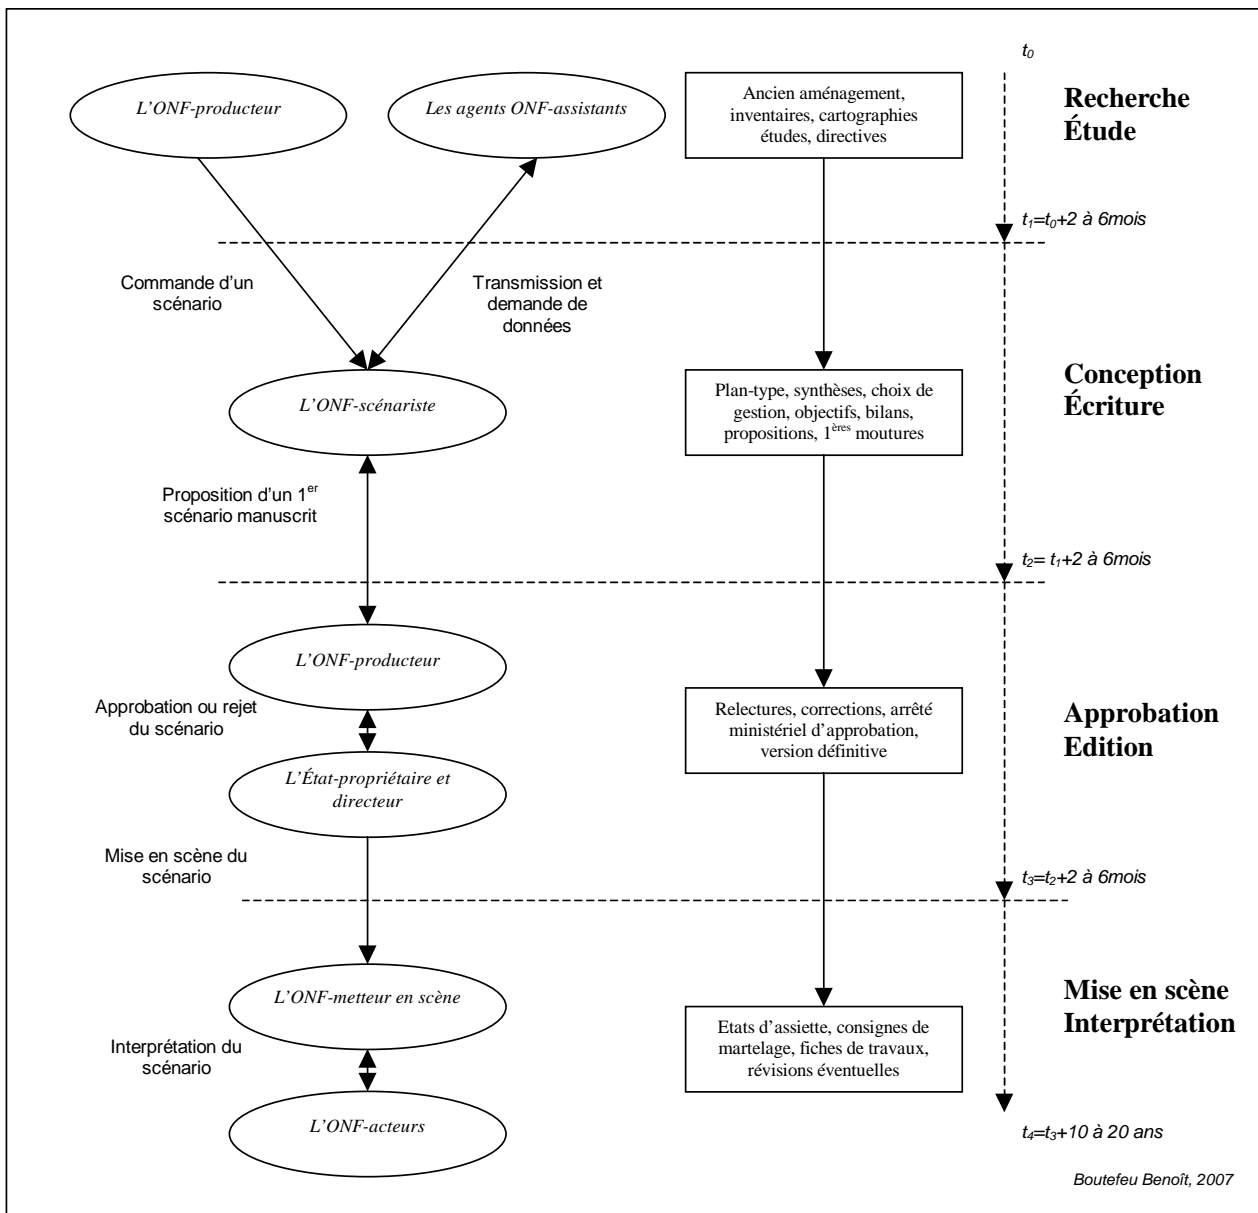 t0
L'ONF-producteur
Les agents ONF-assistants
Ancien aménagement,
inventaires, cartographies
études, directives
Recherche
Étude
t1=t0+2 à 6mois
Commande d'un
scénario
Transmission et
demande de
données
L'ONF-scénariste
Plan-type, synthèses, choix de
gestion, objectifs, bilans,
propositions, 1ères moutures
Conception
Écriture
Proposition d'un 1er
scénario manuscrit
t2= t1+2 à 6mois
L'ONF-producteur
Approbation ou rejet
du scénario
L'État-propriétaire et
directeur
Relectures, corrections, arrêté
ministériel d'approbation,
version définitive
Approbation
Edition
Mise en scène du
scénario
t3=t2+2 à 6mois
L'ONF-metteur en scène
Interprétation du
scénario
L'ONF-acteurs
Etats d'assiette, consignes de
martelage, fiches de travaux,
révisions éventuelles
Mise en scène
Interprétation
t4=t3+10 à 20 ans
Boutefeu Benoît, 2007